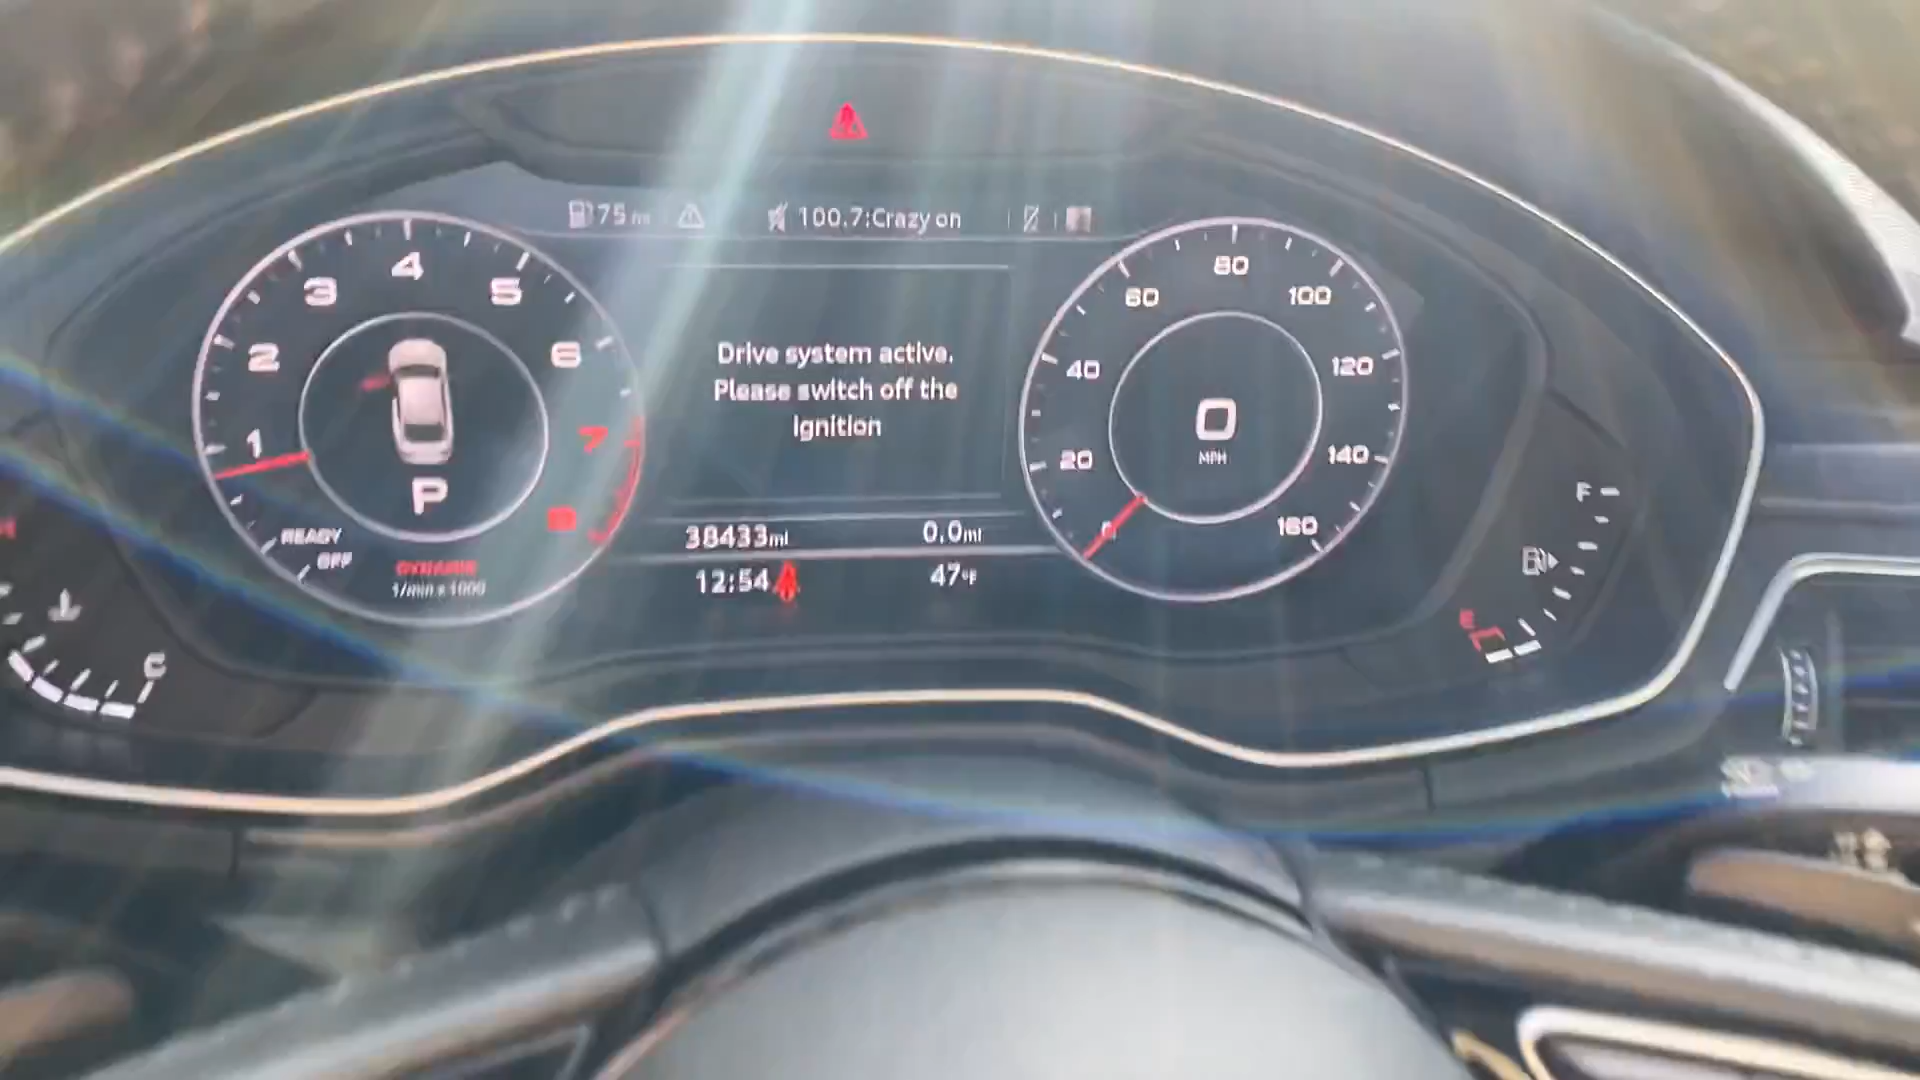 75 mi
100.7:Crazy on
1
2
3
4
5
6
7
8
P
READY
OFF
DYNAMIC
1/min x 1000
Drive system active.
Please switch off the
ignition
38433mi
0.0mi
12:54
47°F
0
20
40
60
80
100
120
140
160
0
MPH
C
F
E